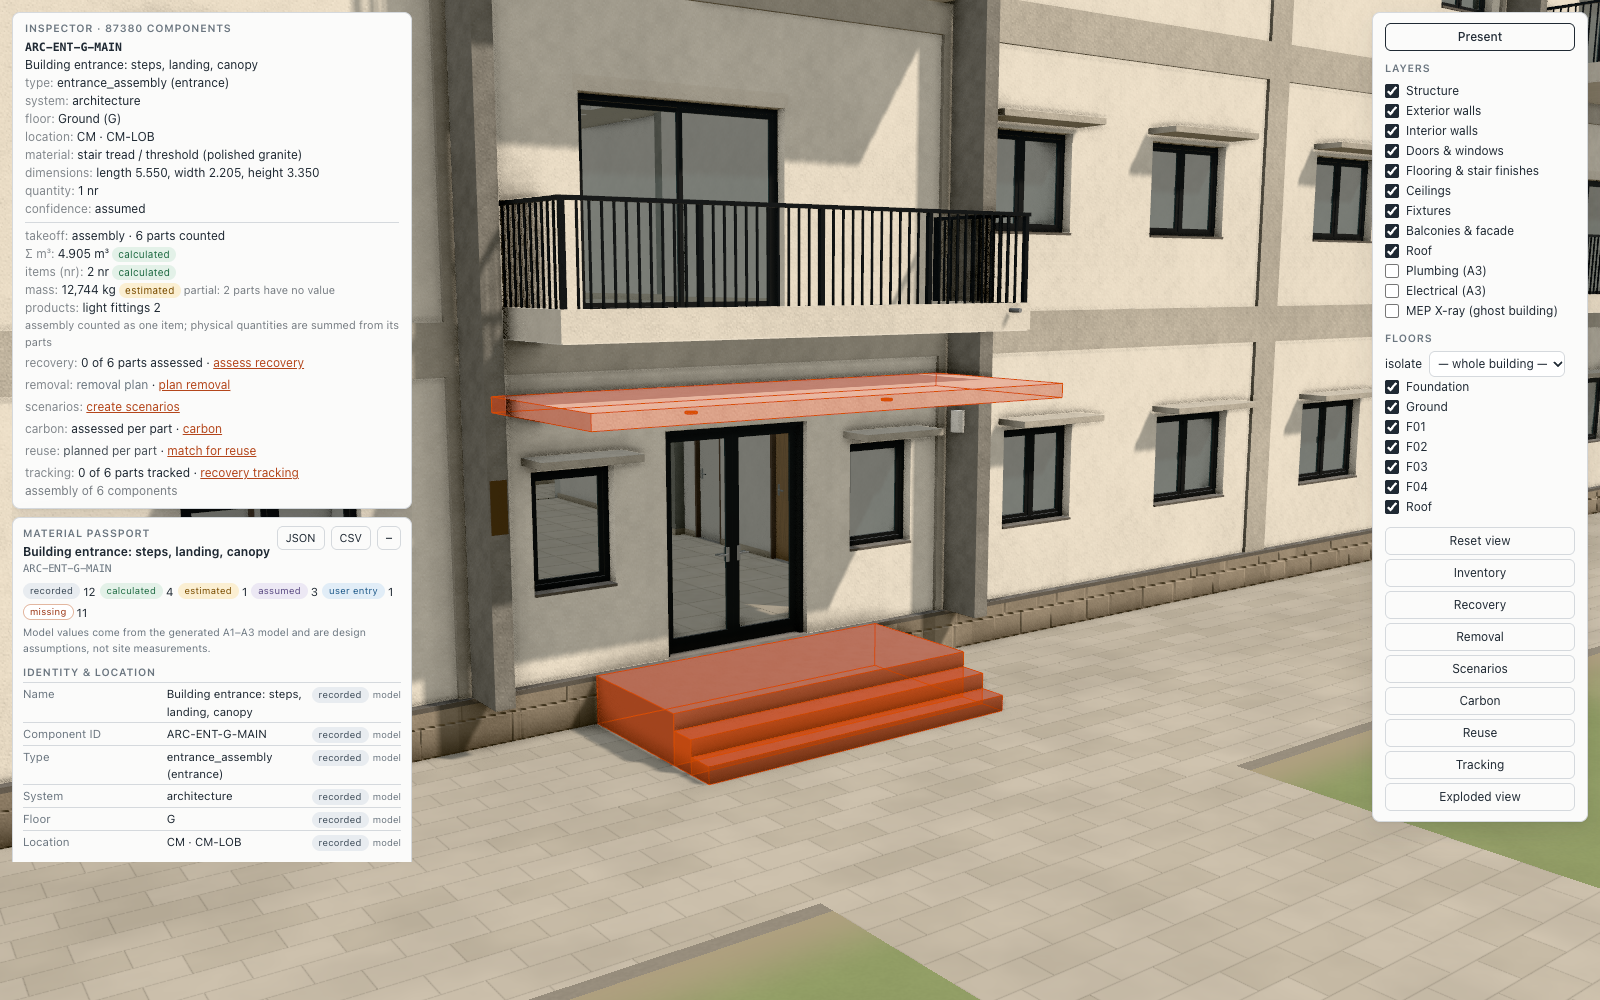 INSPECTOR · 87380 COMPONENTS
ARC-ENT-G-MAIN
Building entrance: steps, landing, canopy
type: entrance_assembly (entrance)
system: architecture
floor: Ground (G)
location: CM · CM-LOB
material: stair tread / threshold (polished granite)
dimensions: length 5.550, width 2.205, height 3.350
quantity: 1 nr
confidence: assumed
takeoff: assembly · 6 parts counted
Σ m³: 4.905 m³ calculated
items (nr): 2 nr calculated
mass: 12,744 kg estimated partial: 2 parts have no value
products: light fittings 2
assembly counted as one item; physical quantities are summed from its
parts
recovery: 0 of 6 parts assessed · assess recovery
removal: removal plan · plan removal
scenarios: create scenarios
carbon: assessed per part · carbon
reuse: planned per part · match for reuse
tracking: 0 of 6 parts tracked · recovery tracking
assembly of 6 components
MATERIAL PASSPORT
JSON CSV −
Building entrance: steps, landing, canopy
ARC-ENT-G-MAIN
recorded 12 calculated 4 estimated 1 assumed 3 user entry 1
missing 11
Model values come from the generated A1–A3 model and are design
assumptions, not site measurements.
IDENTITY & LOCATION
Name Building entrance: steps, recorded model
landing, canopy
Component ID ARC-ENT-G-MAIN recorded model
Type entrance_assembly recorded model
(entrance)
System architecture recorded model
Floor G recorded model
Location CM · CM-LOB recorded model
Present
LAYERS
Structure
Exterior walls
Interior walls
Doors & windows
Flooring & stair finishes
Ceilings
Fixtures
Balconies & facade
Roof
Plumbing (A3)
Electrical (A3)
MEP X-ray (ghost building)
FLOORS
isolate — whole building —
Foundation
Ground
F01
F02
F03
F04
Roof
Reset view
Inventory
Recovery
Removal
Scenarios
Carbon
Reuse
Tracking
Exploded view